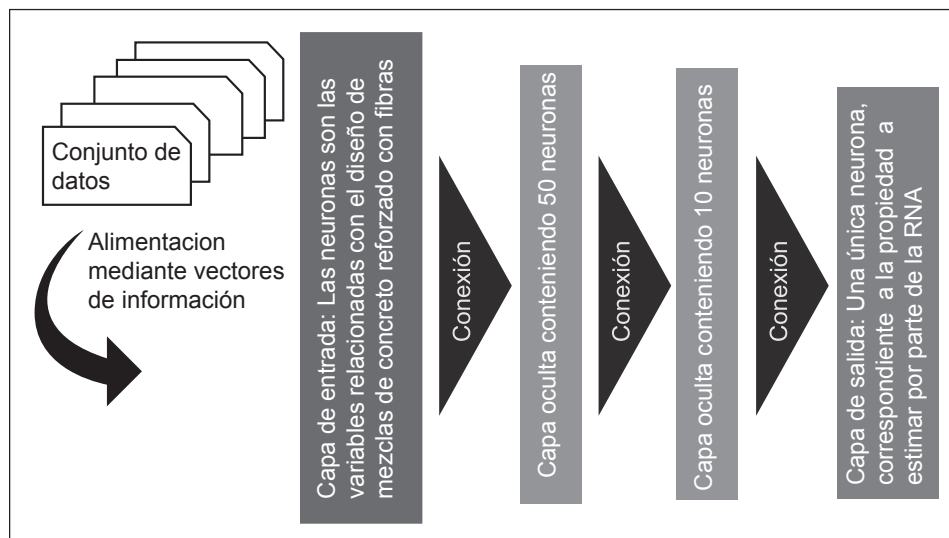 Conjunto de
datos
Alimentacion
mediante vectores
de información
Capa de entrada: Las neuronas son las
variables relacionadas con el diseño de
mezclas de concreto reforzado con fibras
Conexión
Capa oculta conteniendo 50 neuronas
Conexión
Capa oculta conteniendo 10 neuronas
Conexión
Capa de salida: Una única neurona,
correspondiente a la propiedad a
estimar por parte de la RNA